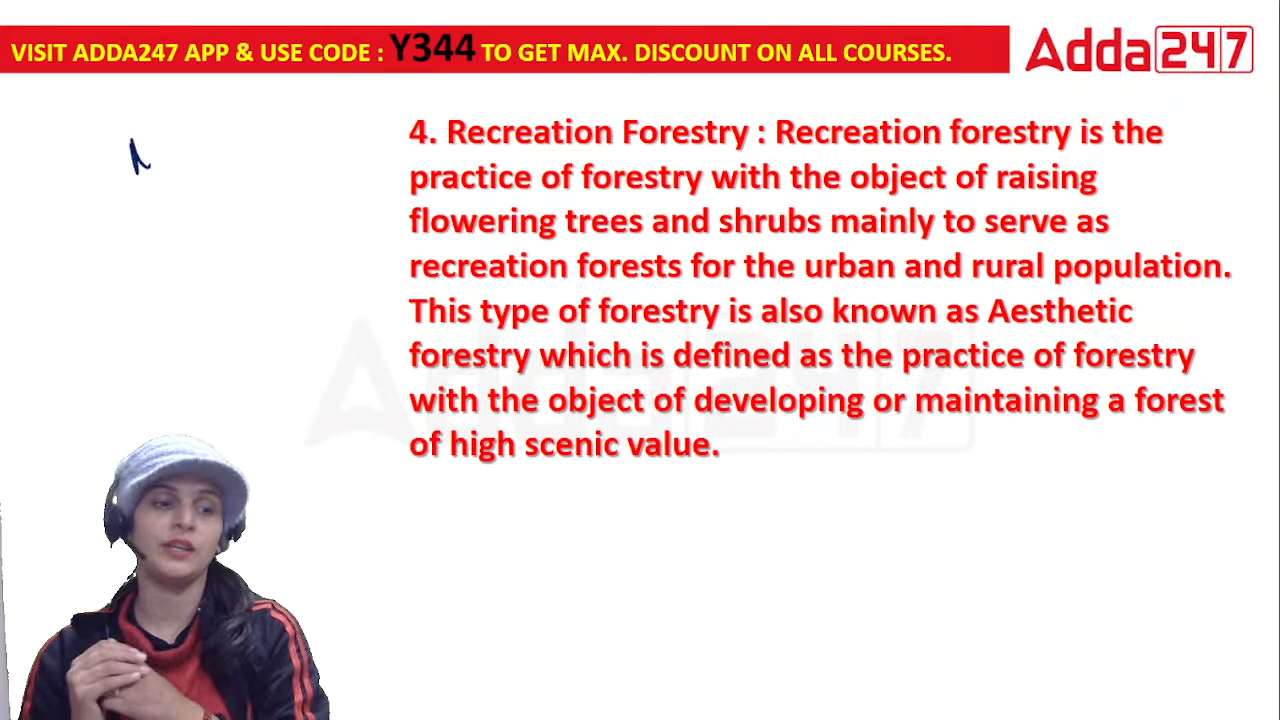 VISIT ADDA247 APP & USE CODE : Y344 TO GET MAX. DISCOUNT ON ALL COURSES.
Adda247
4. Recreation Forestry : Recreation forestry is the
practice of forestry with the object of raising
flowering trees and shrubs mainly to serve as
recreation forests for the urban and rural population.
This type of forestry is also known as Aesthetic
forestry which is defined as the practice of forestry
with the object of developing or maintaining a forest
of high scenic value.
Adda247